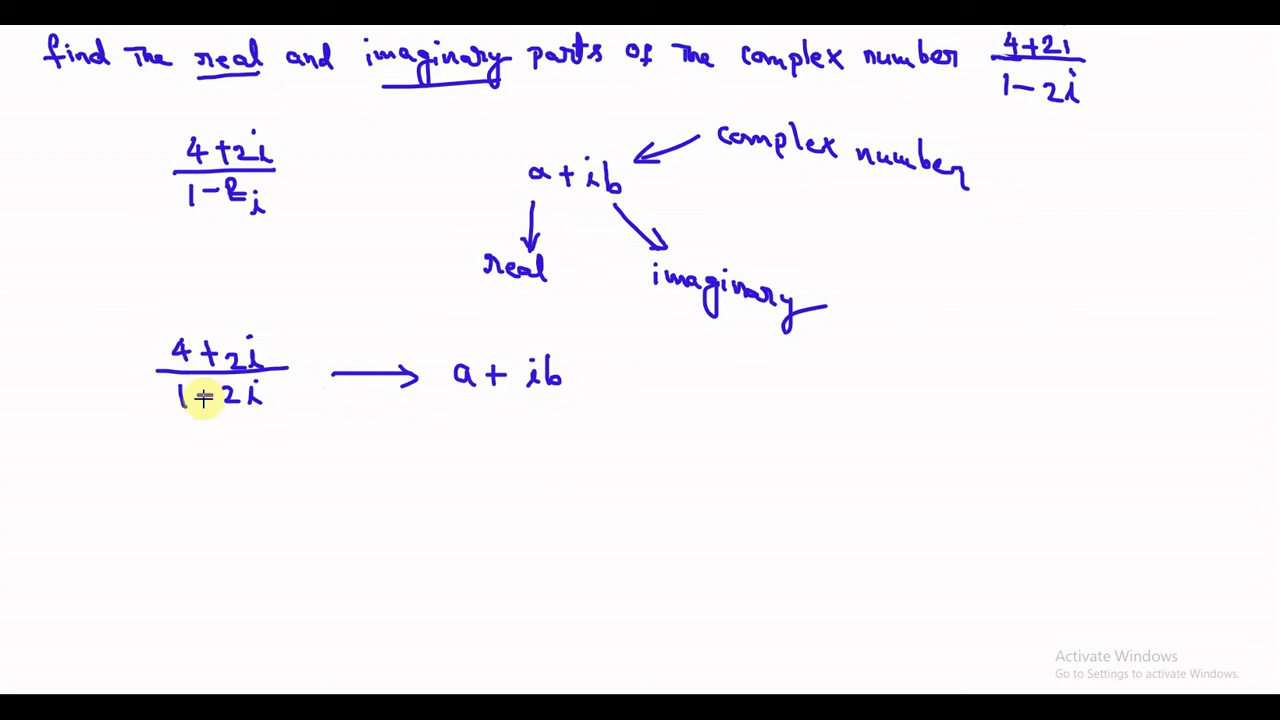 find the real and imaginary parts of the complex number 4+2i / 1-2i
4+2i / 1-2i
a+ib
complex number
real
imaginary
4+2i / 1-2i → a+ib
Activate Windows
Go to Settings to activate Windows.